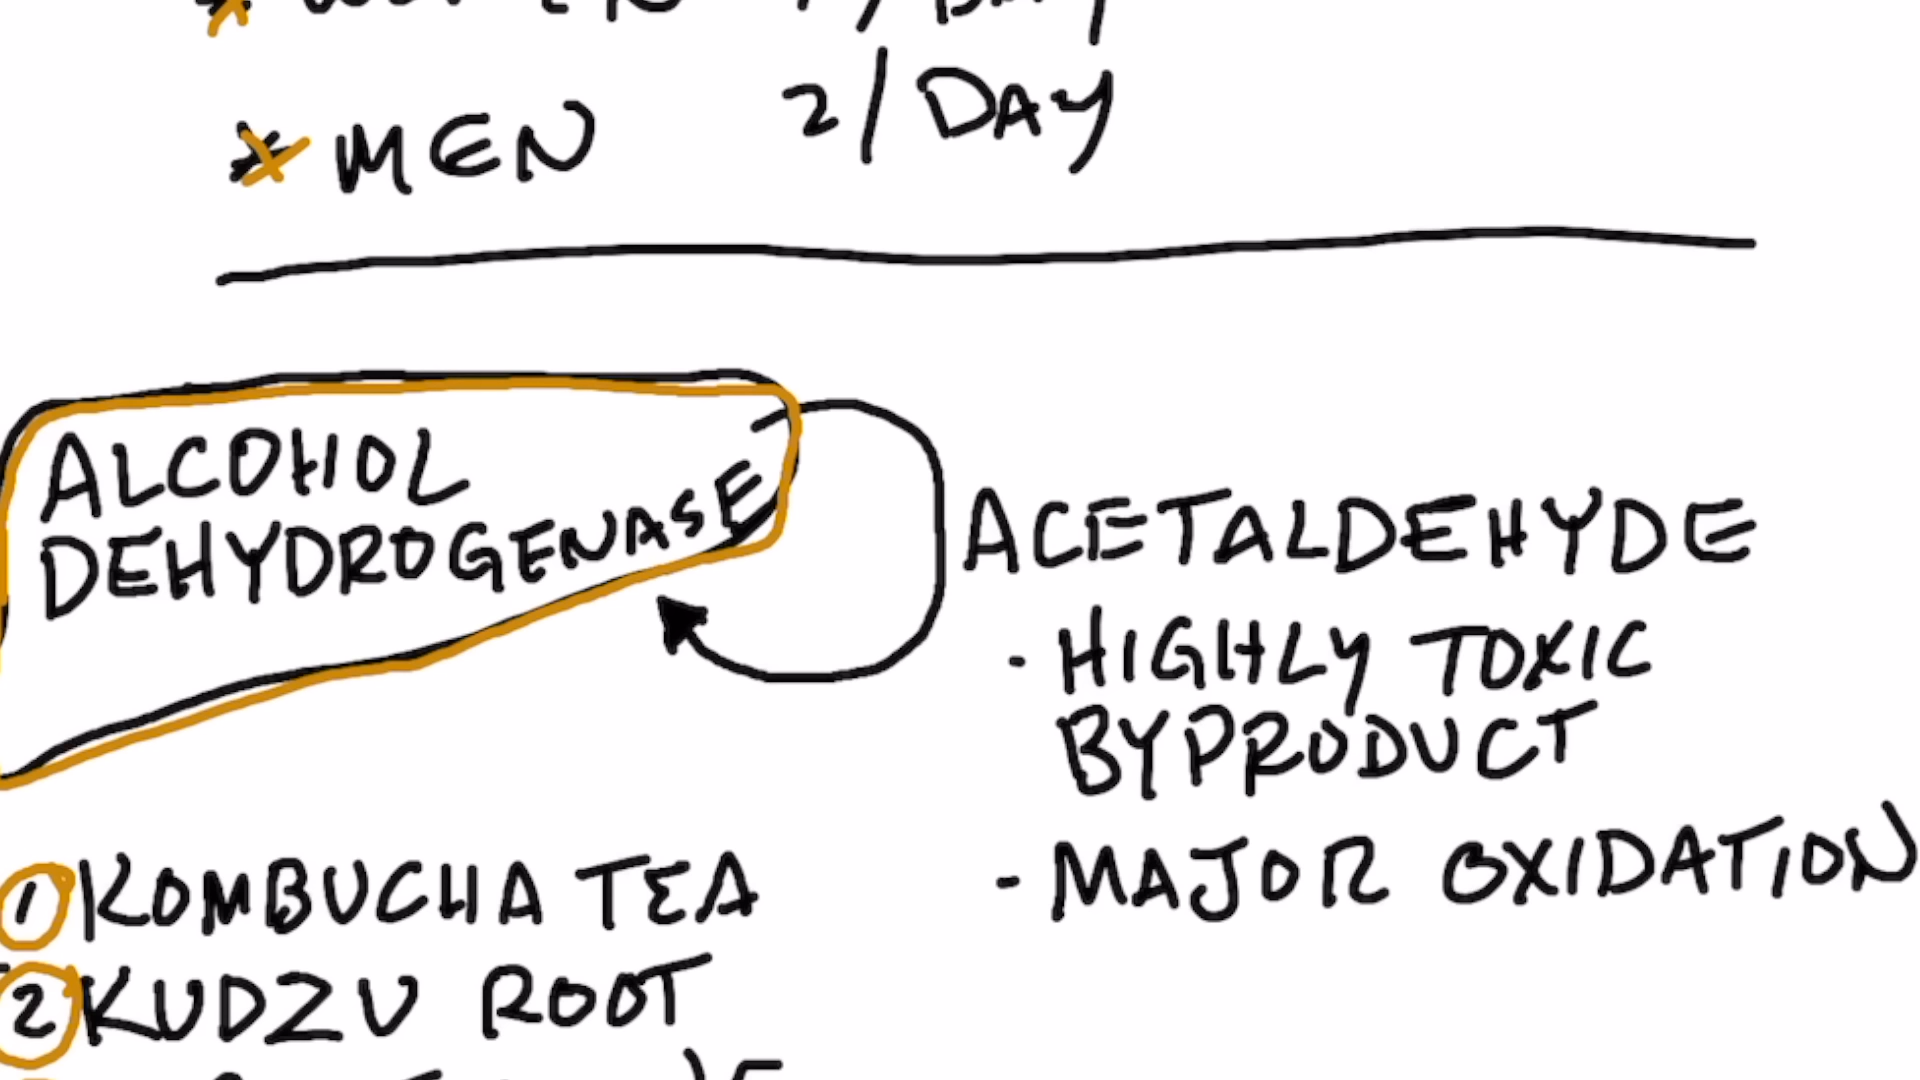 MEN 2/DAY
ALCOHOL
DEHYDROGENASE
ACETALDEHYDE
- HIGHLY TOXIC
BYPRODUCT
- MAJOR OXIDATION
1 KOMBUCHA TEA
2 KUDZU ROOT